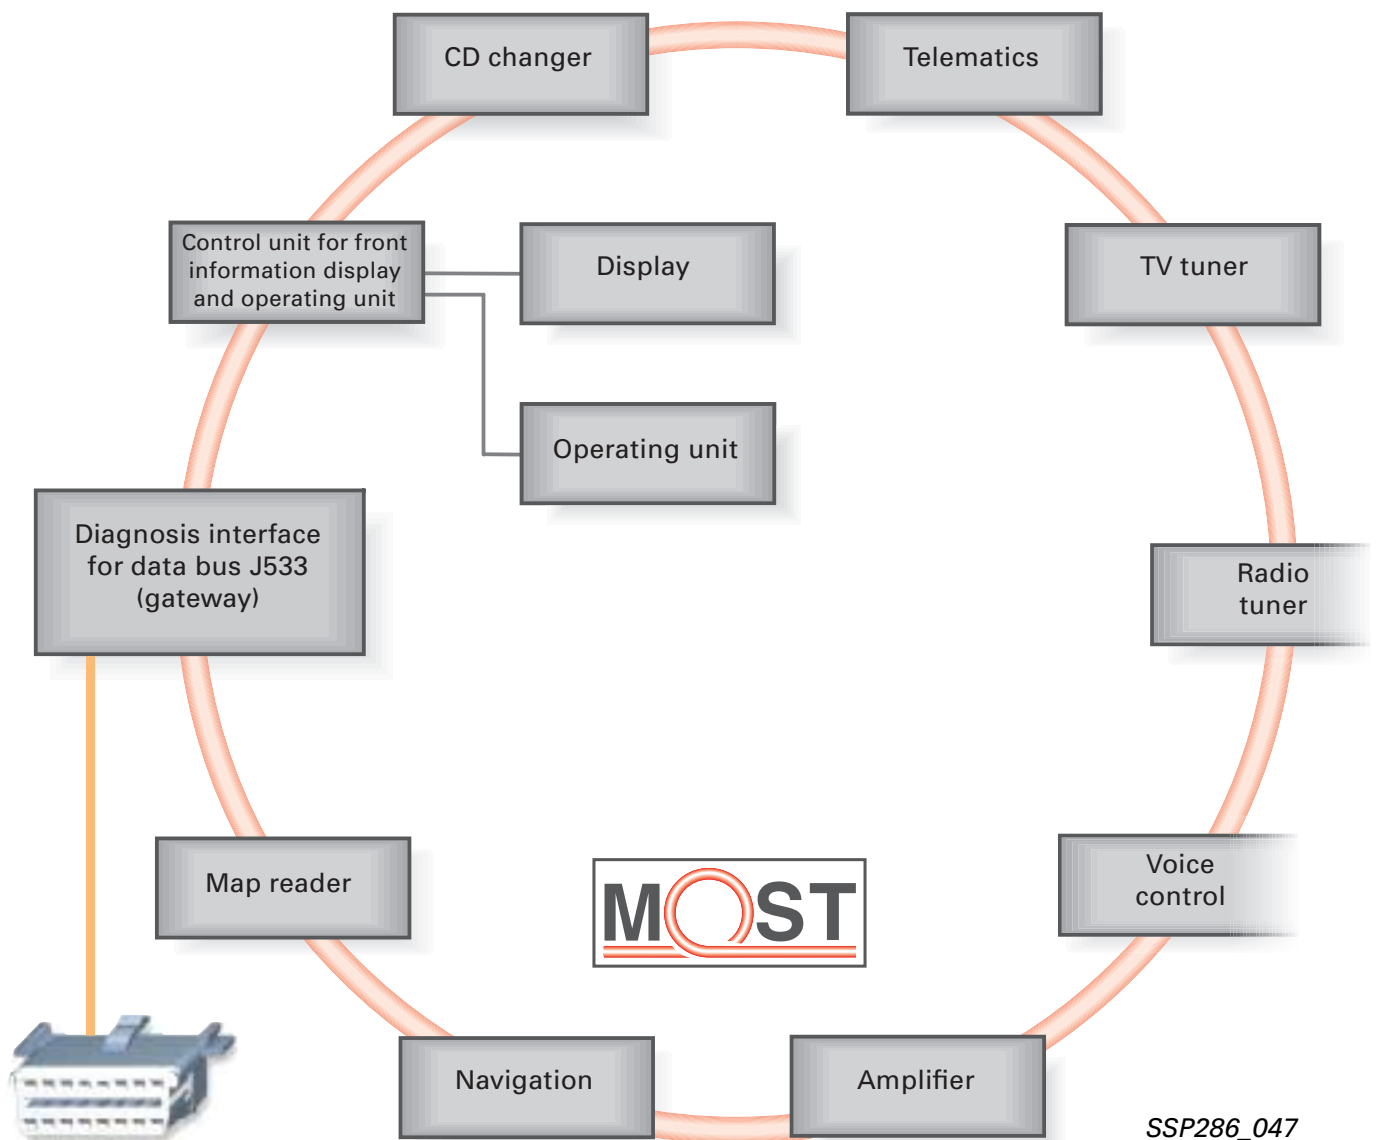 CD changer
Telematics
Control unit for front
information display
and operating unit
Display
TV tuner
Operating unit
Diagnosis interface
for data bus J533
(gateway)
Radio
tuner
Map reader
MOST
Voice
control
Navigation
Amplifier
SSP286_047